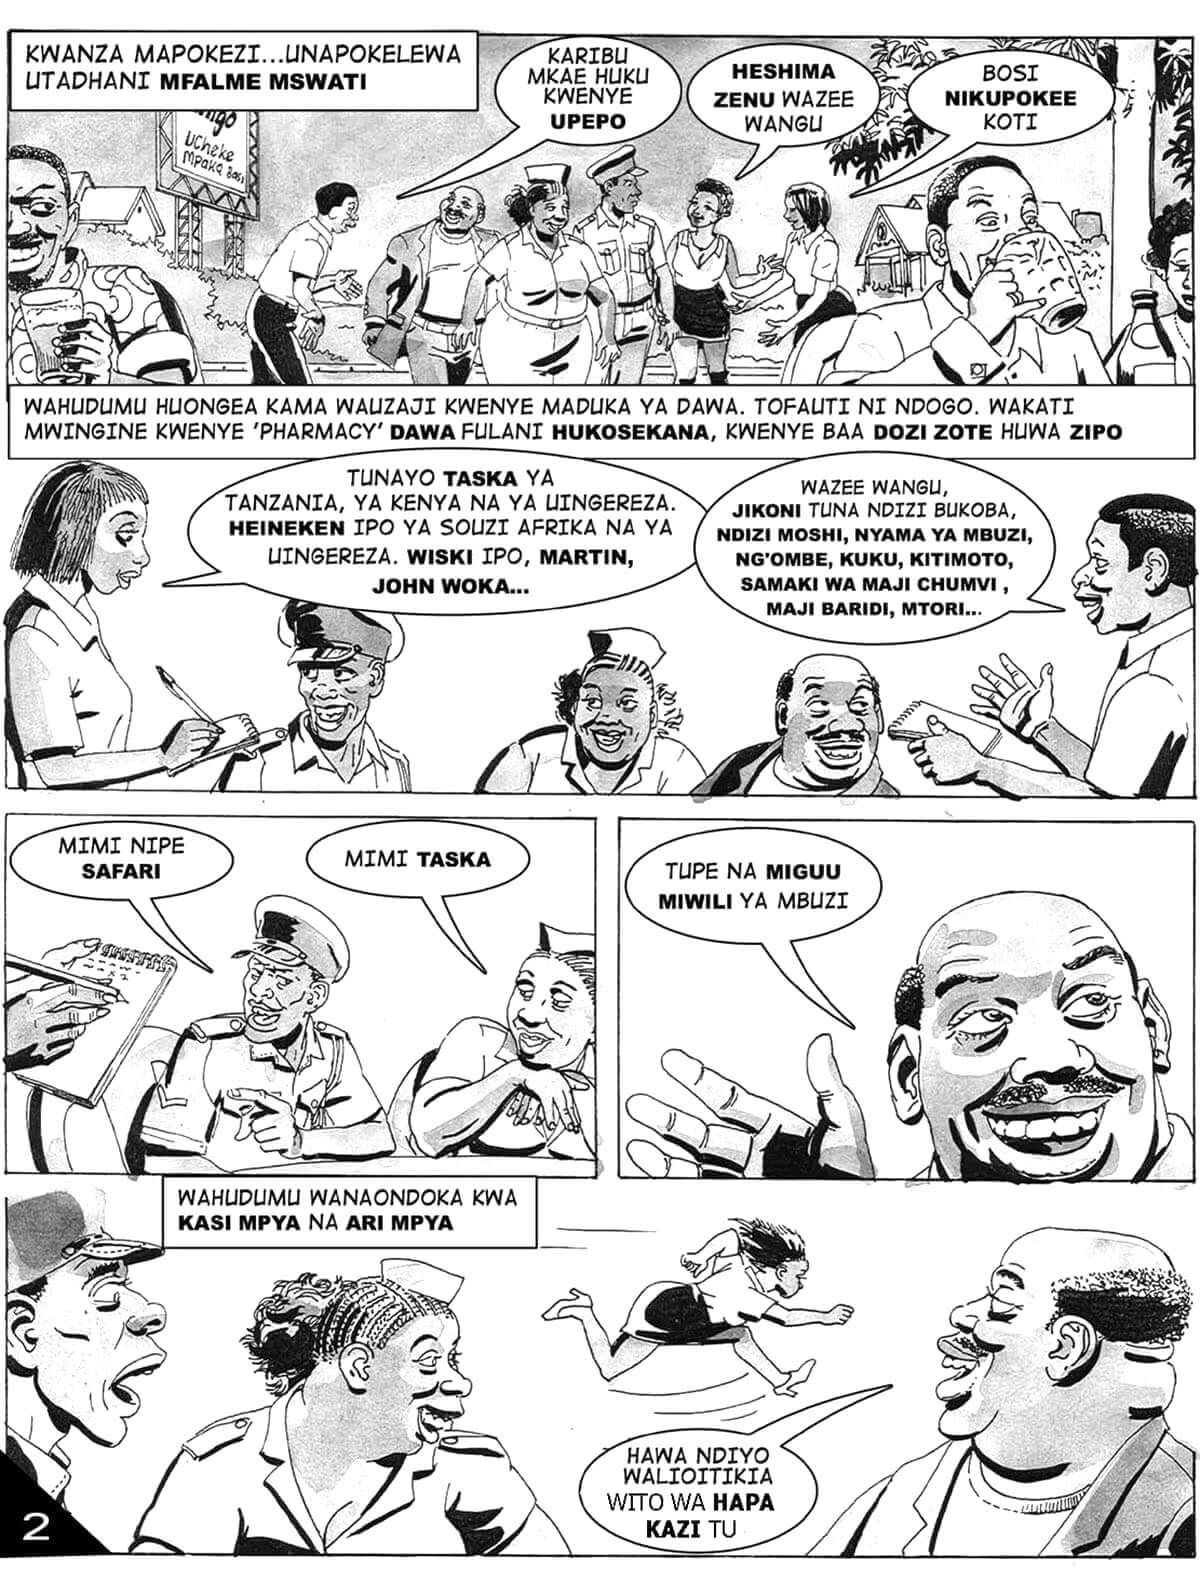 KWANZA MAPOKEZI...UNAPOKELEWA
UTADHANI MFALME MSWATI
KARIBU
MKAE HUKU
KWENYE
UPEPO
HESHIMA
ZENU WAZEE
WANGU
BOSI
NIKUPOKEE
KOTI
UCHEKE
MPAKA BASI
WAHUDUMU HUONGEA KAMA WAUZAJI KWENYE MADUKA YA DAWA. TOFAUTI NI NDOGO. WAKATI
MWINGINE KWENYE 'PHARMACY' DAWA FULANI HUKOSEKANA, KWENYE BAA DOZI ZOTE HUWA ZIPO
TUNAYO TASKA YA
TANZANIA, YA KENYA NA YA UINGEREZA.
HEINEKEN IPO YA SOUZI AFRIKA NA YA
UINGEREZA. WISKI IPO, MARTIN,
JOHN WOKA...
WAZEE WANGU,
JIKONI TUNA NDIZI BUKOBA,
NDIZI MOSHI, NYAMA YA MBUZI,
NG'OMBE, KUKU, KITIMOTO,
SAMAKI WA MAJI CHUMVI ,
MAJI BARIDI, MTORI...
MIMI NIPE
SAFARI
MIMI TASKA
TUPE NA MIGUU
MIWILI YA MBUZI
WAHUDUMU WANAONDOKA KWA
KASI MPYA NA ARI MPYA
HAWA NDIYO
WALIOITIKIA
WITO WA HAPA
KAZI TU
2